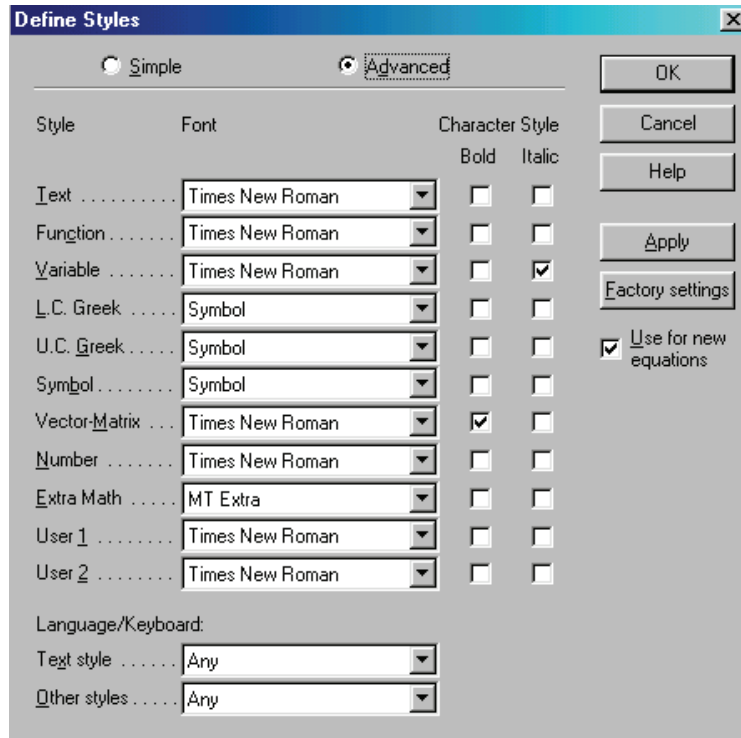 Define Styles
Simple Advanced
OK
Style Font Character Style
Cancel
Bold Italic
Help
Text .......... Times New Roman
Function ....... Times New Roman
Apply
Variable ....... Times New Roman
Factory settings
L.C. Greek ..... Symbol
U.C. Greek ..... Symbol
Use for new
equations
Symbol ........ Symbol
Vector-Matrix ... Times New Roman
Number ....... Times New Roman
Extra Math ..... MT Extra
User 1 ........ Times New Roman
User 2 ........ Times New Roman
Language/Keyboard:
Text style ...... Any
Other styles ..... Any